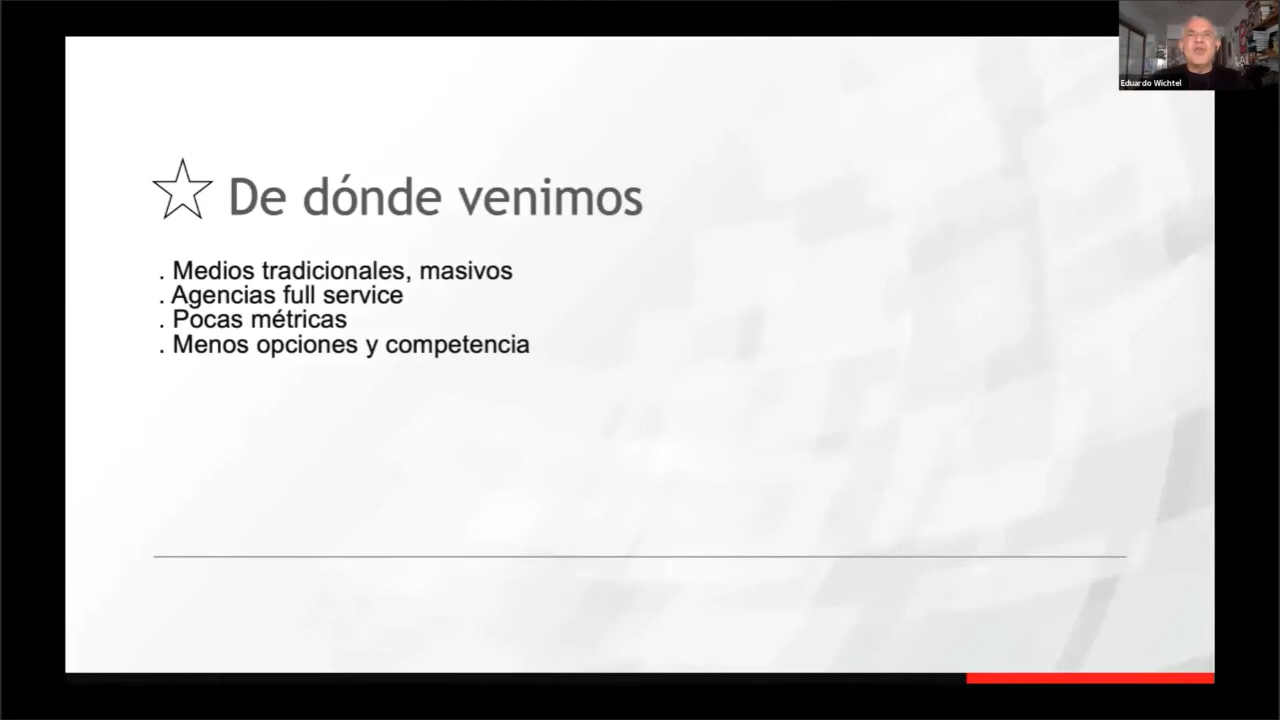 Eduardo Wichtel
De dónde venimos
. Medios tradicionales, masivos
. Agencias full service
. Pocas métricas
. Menos opciones y competencia